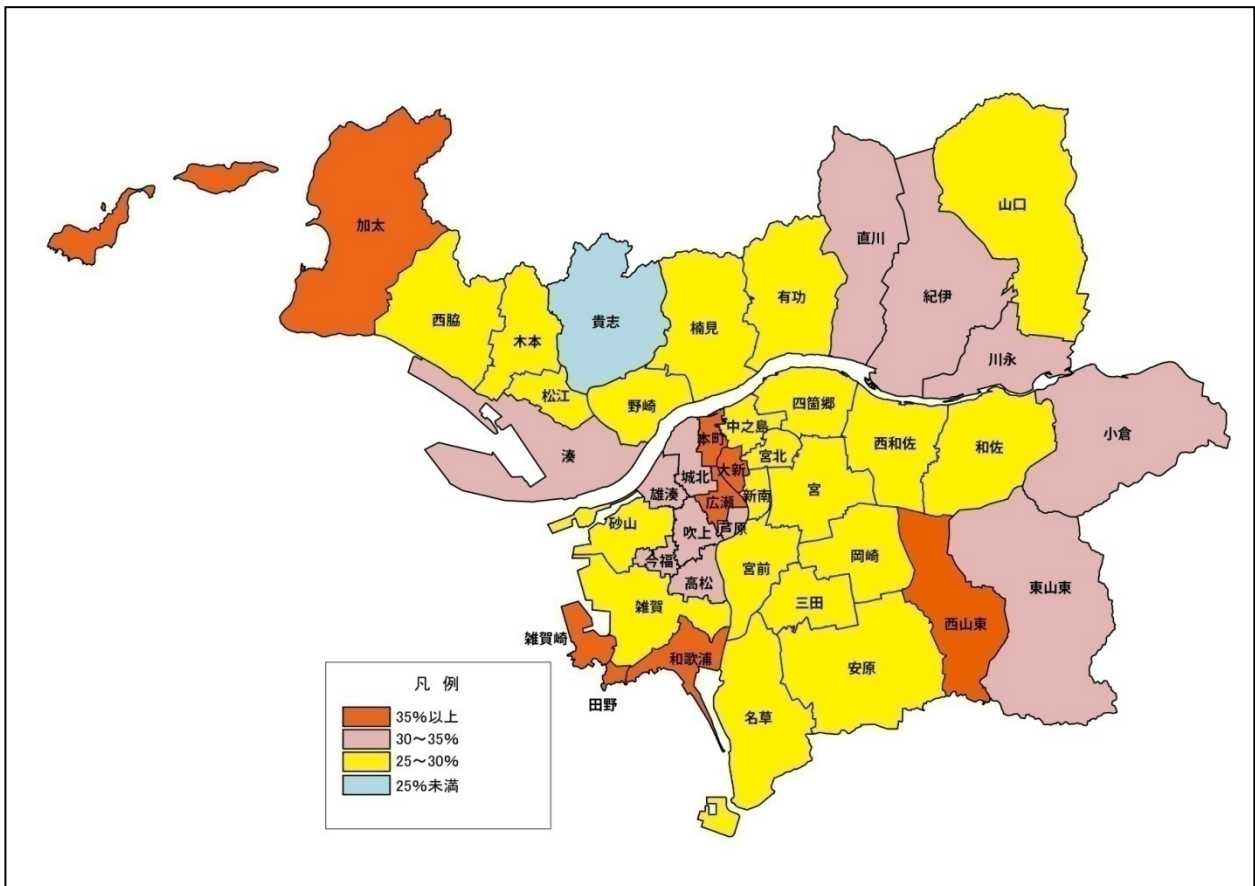 山口
加太
直川
紀伊
有功
西脇
貴志
楠見
木本
川永
松江
野崎
四箇郷
中之島
小倉
本町
西和佐
和佐
湊
宮北
大新
城北
雄湊
新南
宮
広瀬
砂山
吹上
芦原
岡崎
今福
宮前
高松
東山東
三田
雑賀
西山東
雑賀崎
和歌浦
安原
田野
名草
凡 例
35%以上
30～35%
25～30%
25%未満